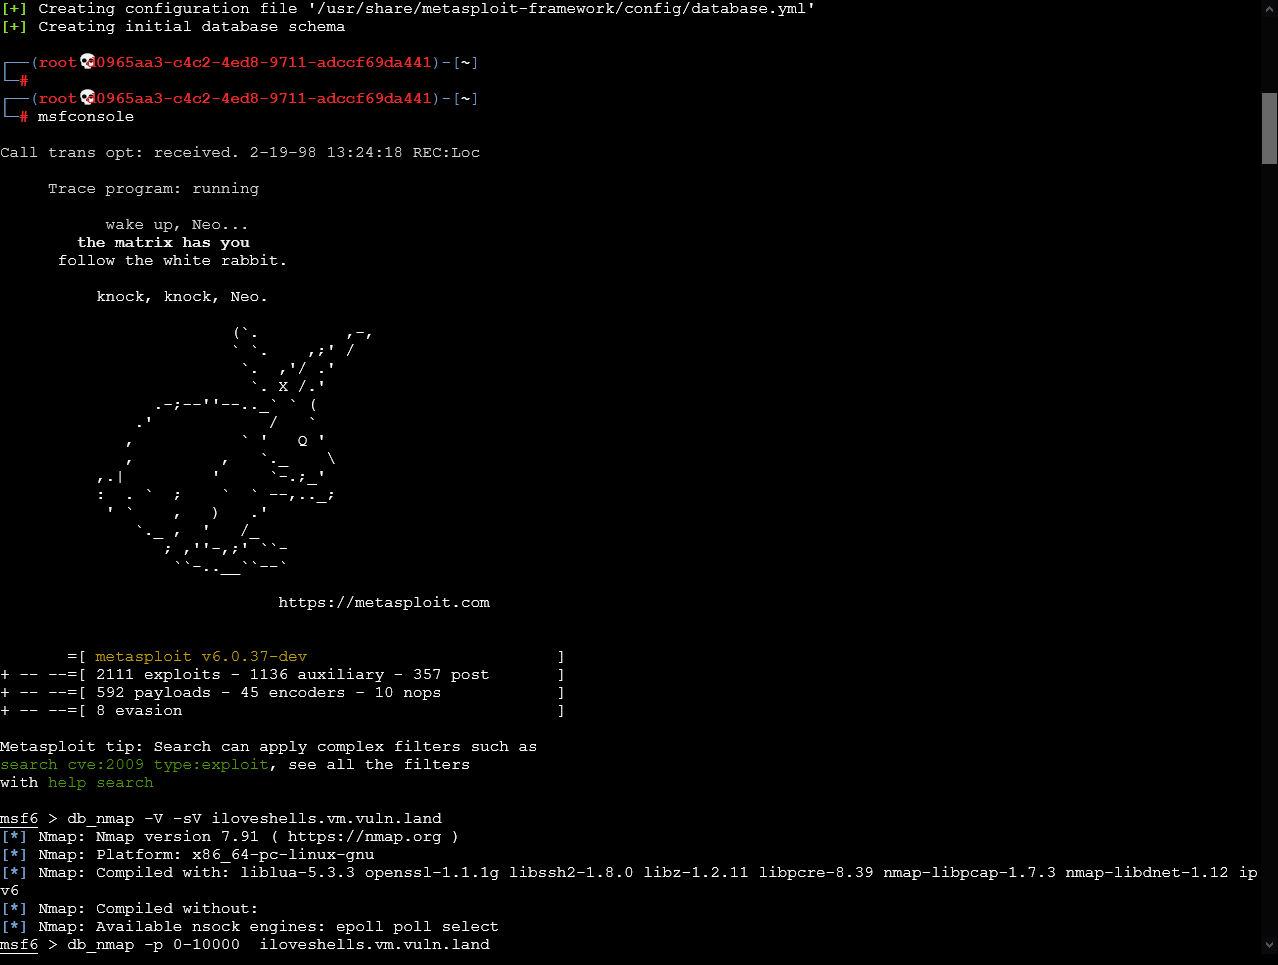 [+] Creating configuration file '/usr/share/metasploit-framework/config/database.yml'
[+] Creating initial database schema

┌──(root💀d0965aa3-c4c2-4ed8-9711-adccf69da441)-[~]
└─#
┌──(root💀d0965aa3-c4c2-4ed8-9711-adccf69da441)-[~]
└─# msfconsole

Call trans opt: received. 2-19-98 13:24:18 REC:Loc

     Trace program: running

           wake up, Neo...
        the matrix has you
      follow the white rabbit.

          knock, knock, Neo.

                        (`.         ,-,
                        ` `.    ,;' /
                         `.  ,'/ .'
                          `. X /.'
                .-;--''--.._` ` (
              .'            /   `
             ,           ` '   Q '
             ,         ,   `._    \
          ,.|         '     `-.;_'
          :  . `  ;    `  ` --,.._;
           ' `    ,   )   .'
              `._ ,  '   /_
                 ; ,''-,;' ``-
                  ``-..__``--`

                             https://metasploit.com

       =[ metasploit v6.0.37-dev                          ]
+ -- --=[ 2111 exploits - 1136 auxiliary - 357 post       ]
+ -- --=[ 592 payloads - 45 encoders - 10 nops            ]
+ -- --=[ 8 evasion                                       ]

Metasploit tip: Search can apply complex filters such as
search cve:2009 type:exploit, see all the filters
with help search

msf6 > db_nmap -V -sV iloveshells.vm.vuln.land
[*] Nmap: Nmap version 7.91 ( https://nmap.org )
[*] Nmap: Platform: x86_64-pc-linux-gnu
[*] Nmap: Compiled with: liblua-5.3.3 openssl-1.1.1g libssh2-1.8.0 libz-1.2.11 libpcre-8.39 nmap-libpcap-1.7.3 nmap-libdnet-1.12 ip
v6
[*] Nmap: Compiled without:
[*] Nmap: Available nsock engines: epoll poll select
msf6 > db_nmap -p 0-10000  iloveshells.vm.vuln.land